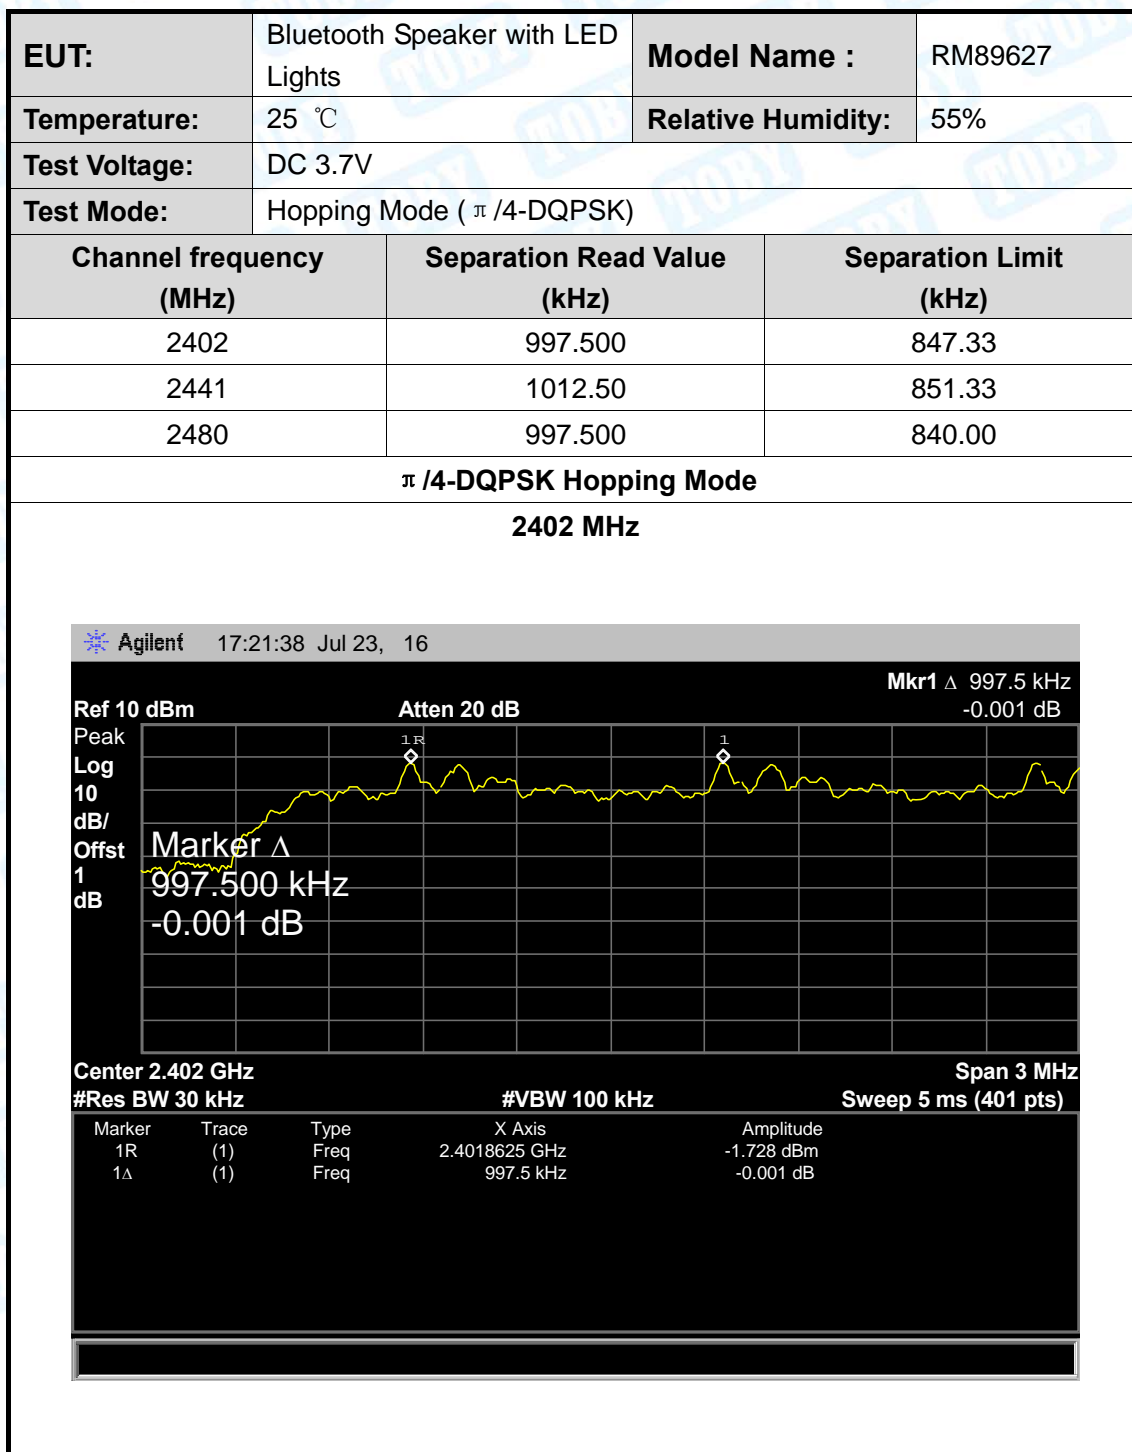 EUT: Bluetooth Speaker with LED Lights Model Name : RM89627
Temperature: 25 ℃ Relative Humidity: 55%
Test Voltage: DC 3.7V
Test Mode: Hopping Mode ( π /4-DQPSK)
Channel frequency (MHz) Separation Read Value (kHz) Separation Limit (kHz)
2402 997.500 847.33
2441 1012.50 851.33
2480 997.500 840.00
π /4-DQPSK Hopping Mode
2402 MHz
Agilent 17:21:38 Jul 23, 16
Mkr1 Δ 997.5 kHz
Ref 10 dBm Atten 20 dB -0.001 dB
Peak
Log
10
dB/
Offst
1
dB
1R
1
Marker Δ
997.500 kHz
-0.001 dB
Center 2.402 GHz Span 3 MHz
#Res BW 30 kHz #VBW 100 kHz Sweep 5 ms (401 pts)
Marker Trace Type X Axis Amplitude
1R (1) Freq 2.4018625 GHz -1.728 dBm
1Δ (1) Freq 997.5 kHz -0.001 dB
TOBY